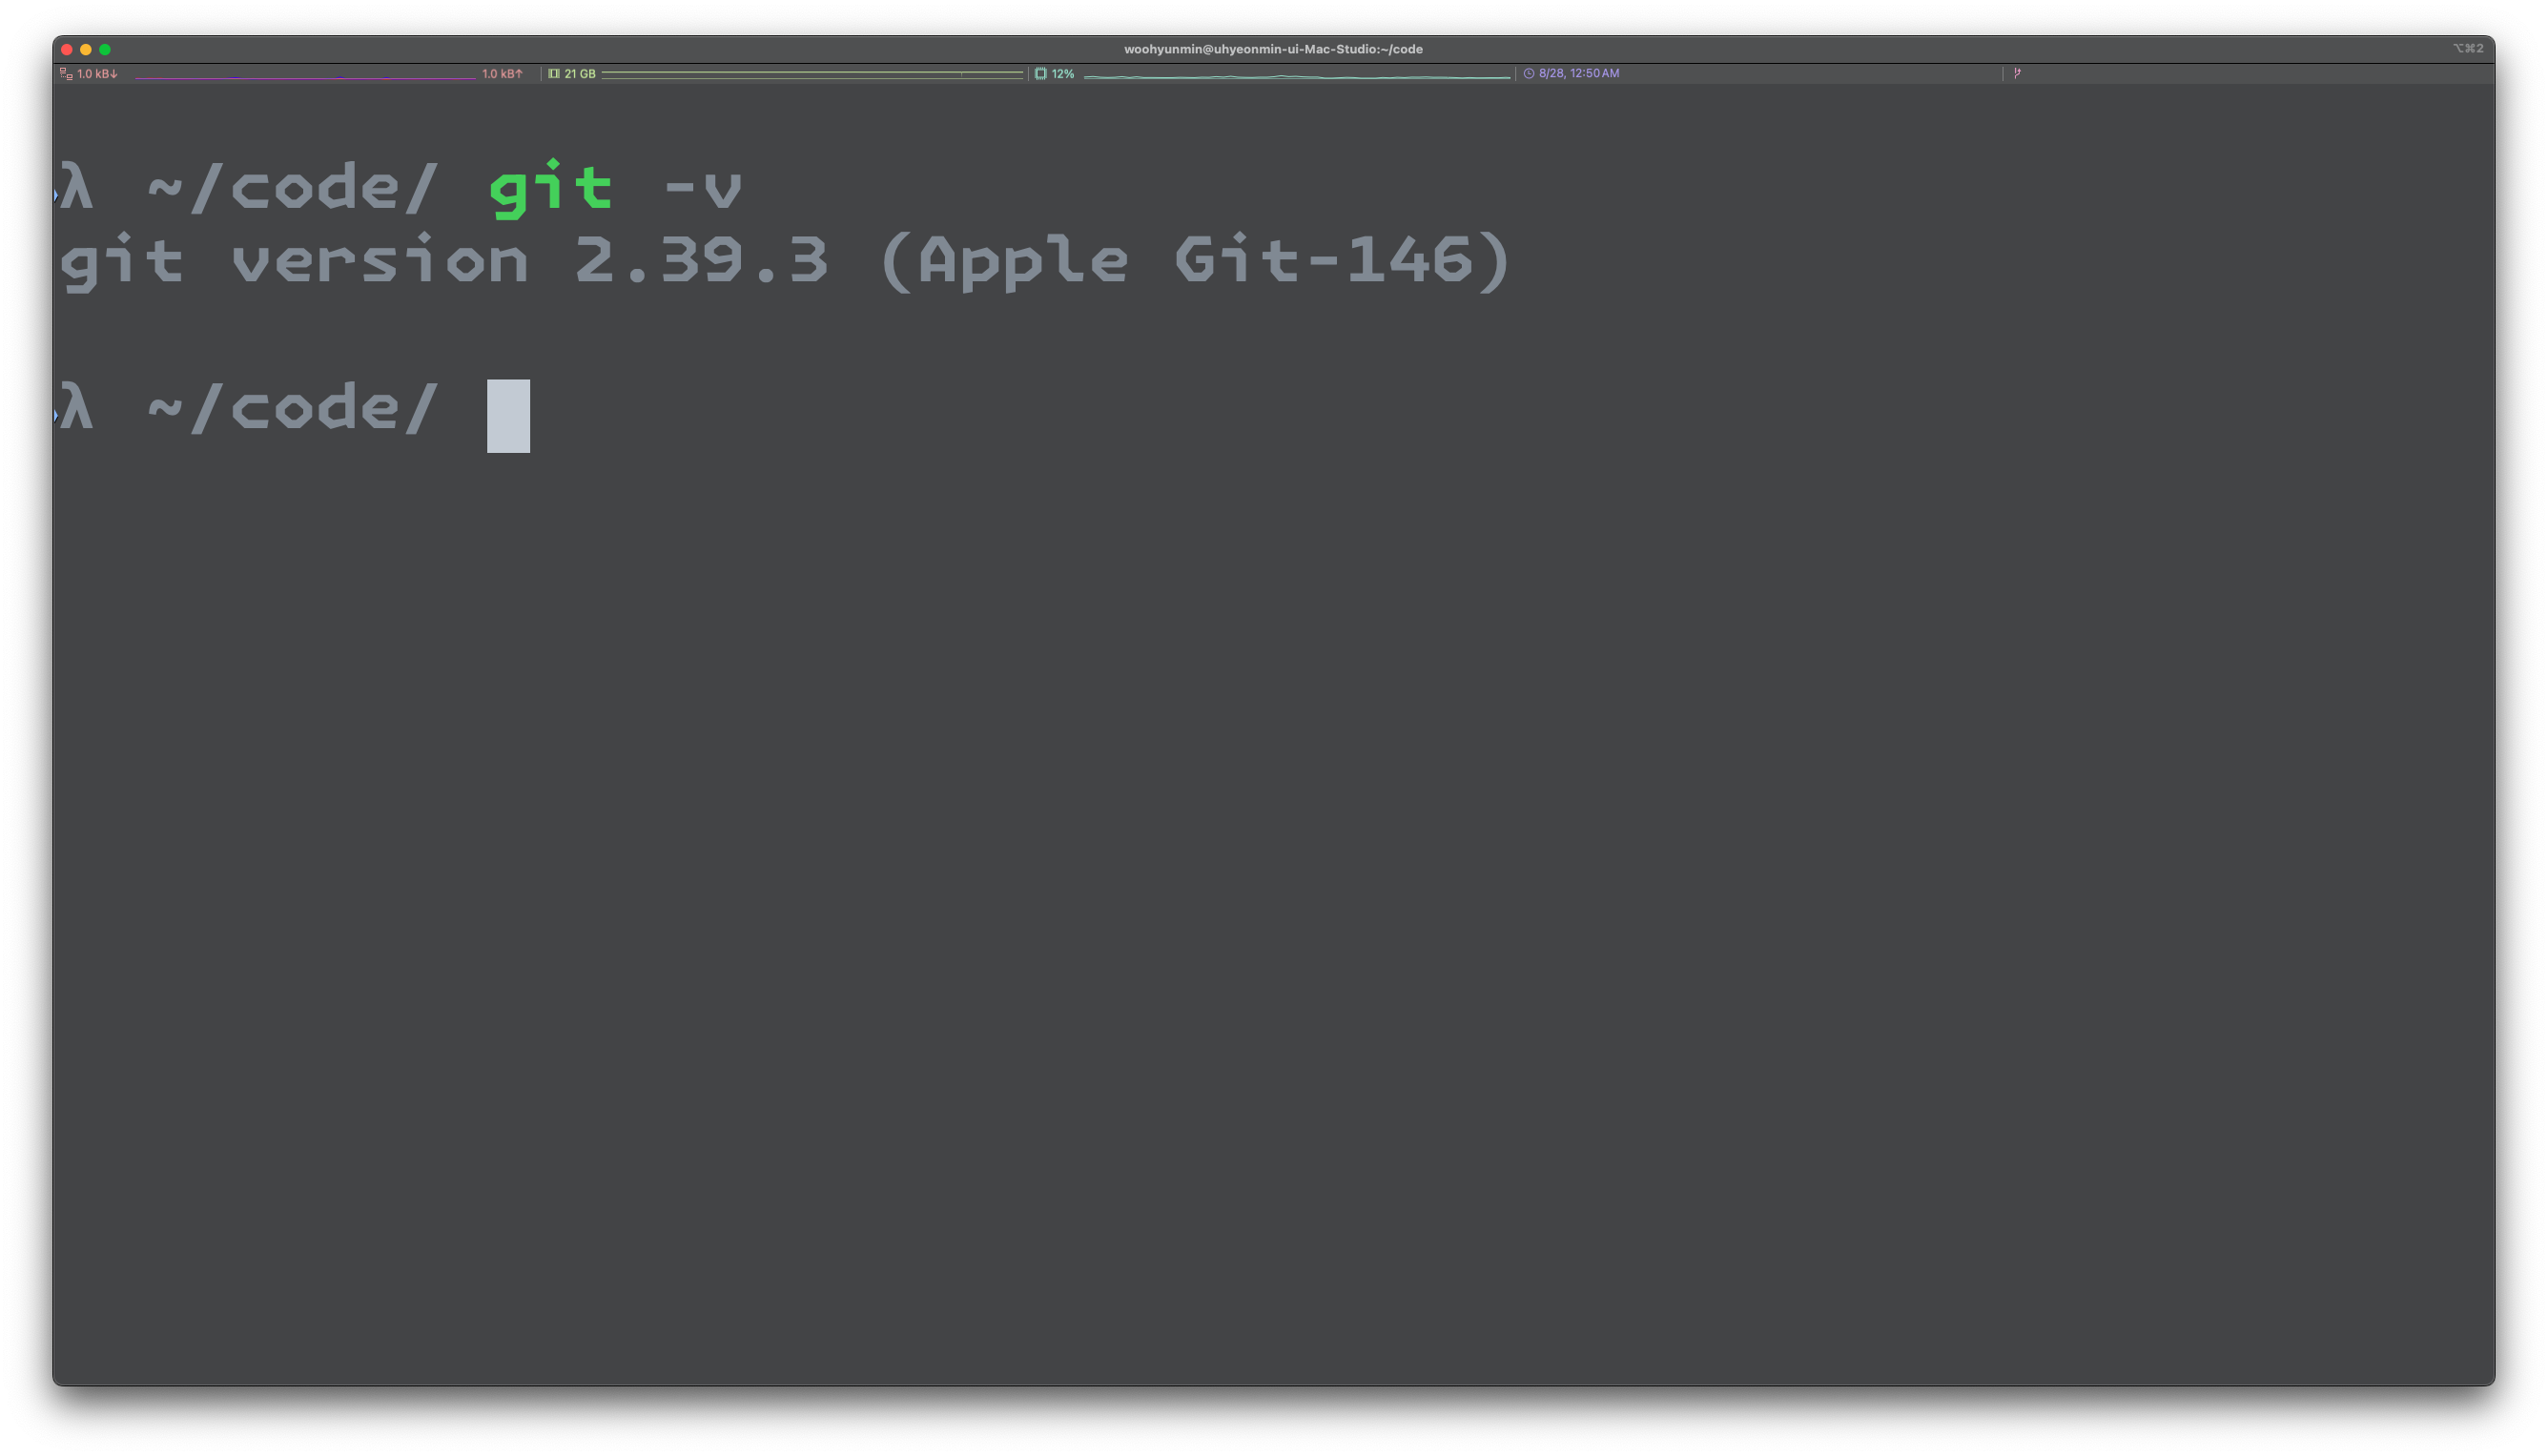 woohyunmin@uhyeonmin-ui-Mac-Studio:~/code
⌥⌘2
1.0 kB↓ 1.0 kB↑ 21 GB 12% 8/28, 12:50 AM
λ ~/code/ git -v
git version 2.39.3 (Apple Git-146)
λ ~/code/